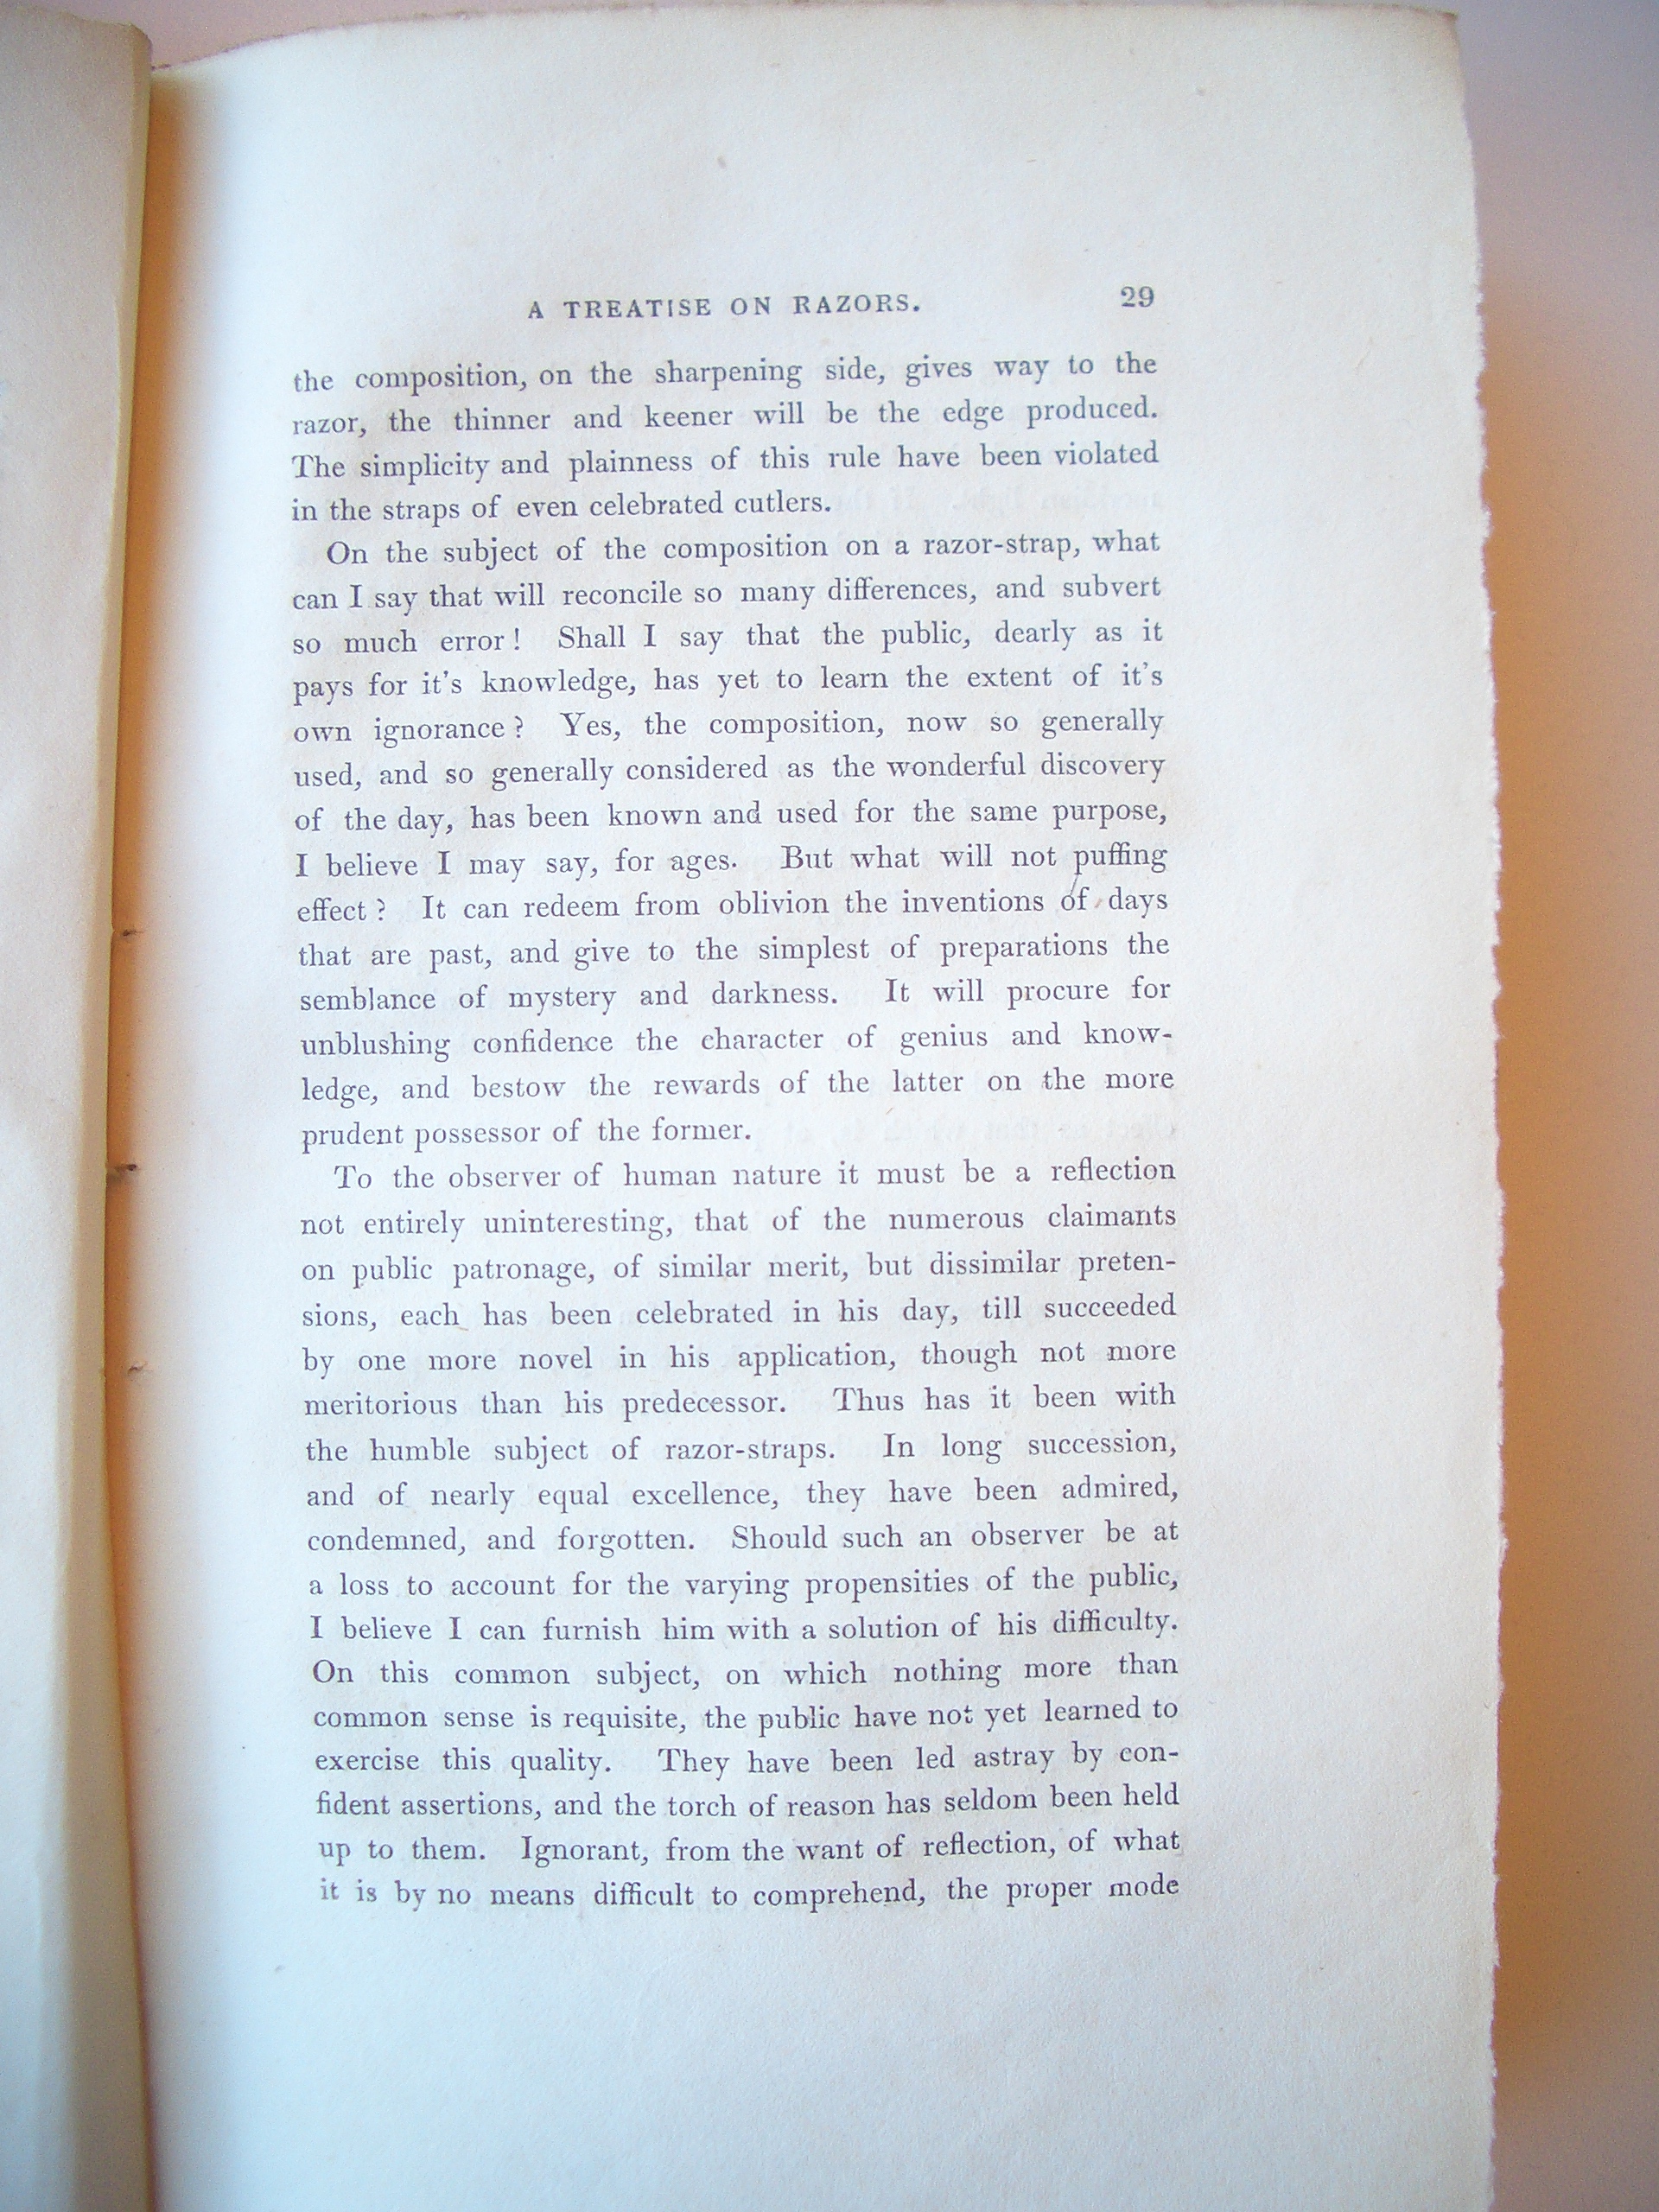 A TREATISE ON RAZORS. 29
the composition, on the sharpening side, gives way to the
razor, the thinner and keener will be the edge produced.
The simplicity and plainness of this rule have been violated
in the straps of even celebrated cutlers.
On the subject of the composition on a razor-strap, what
can I say that will reconcile so many differences, and subvert
so much error! Shall I say that the public, dearly as it
pays for it's knowledge, has yet to learn the extent of it's
own ignorance? Yes, the composition, now so generally
used, and so generally considered as the wonderful discovery
of the day, has been known and used for the same purpose,
I believe I may say, for ages. But what will not puffing
effect? It can redeem from oblivion the inventions of days
that are past, and give to the simplest of preparations the
semblance of mystery and darkness. It will procure for
unblushing confidence the character of genius and know-
ledge, and bestow the rewards of the latter on the more
prudent possessor of the former.
To the observer of human nature it must be a reflection
not entirely uninteresting, that of the numerous claimants
on public patronage, of similar merit, but dissimilar preten-
sions, each has been celebrated in his day, till succeeded
by one more novel in his application, though not more
meritorious than his predecessor. Thus has it been with
the humble subject of razor-straps. In long succession,
and of nearly equal excellence, they have been admired,
condemned, and forgotten. Should such an observer be at
a loss to account for the varying propensities of the public,
I believe I can furnish him with a solution of his difficulty.
On this common subject, on which nothing more than
common sense is requisite, the public have not yet learned to
exercise this quality. They have been led astray by con-
fident assertions, and the torch of reason has seldom been held
up to them. Ignorant, from the want of reflection, of what
it is by no means difficult to comprehend, the proper mode